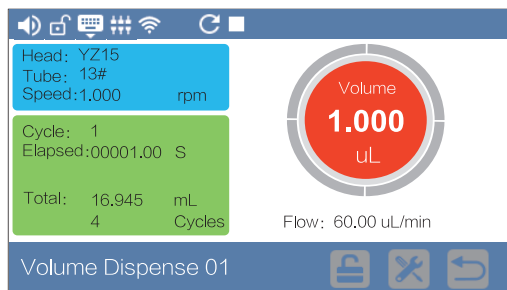 Head: YZ15
Tube: 13#
Speed:1.000 rpm
Cycle: 1
Elapsed:00001.00 S
Total: 16.945 mL
4 Cycles
Volume
1.000
uL
Flow: 60.00 uL/min
Volume Dispense 01